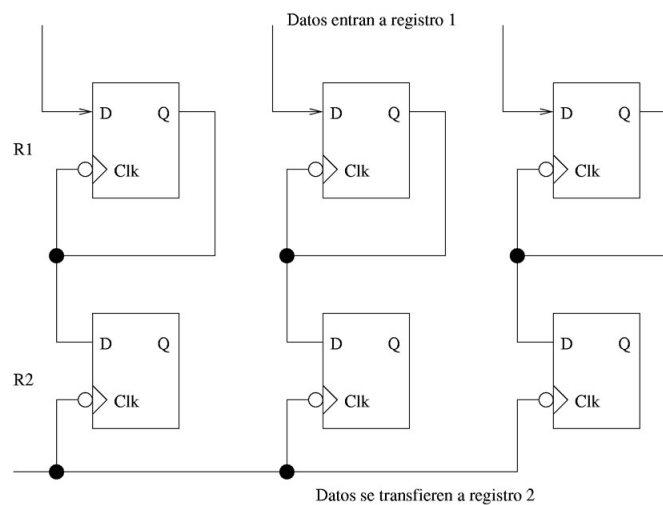 Datos entran a registro 1
D Q D Q D Q
R1
Clk Clk Clk
D Q D Q D Q
R2
Clk Clk Clk
Datos se transfieren a registro 2